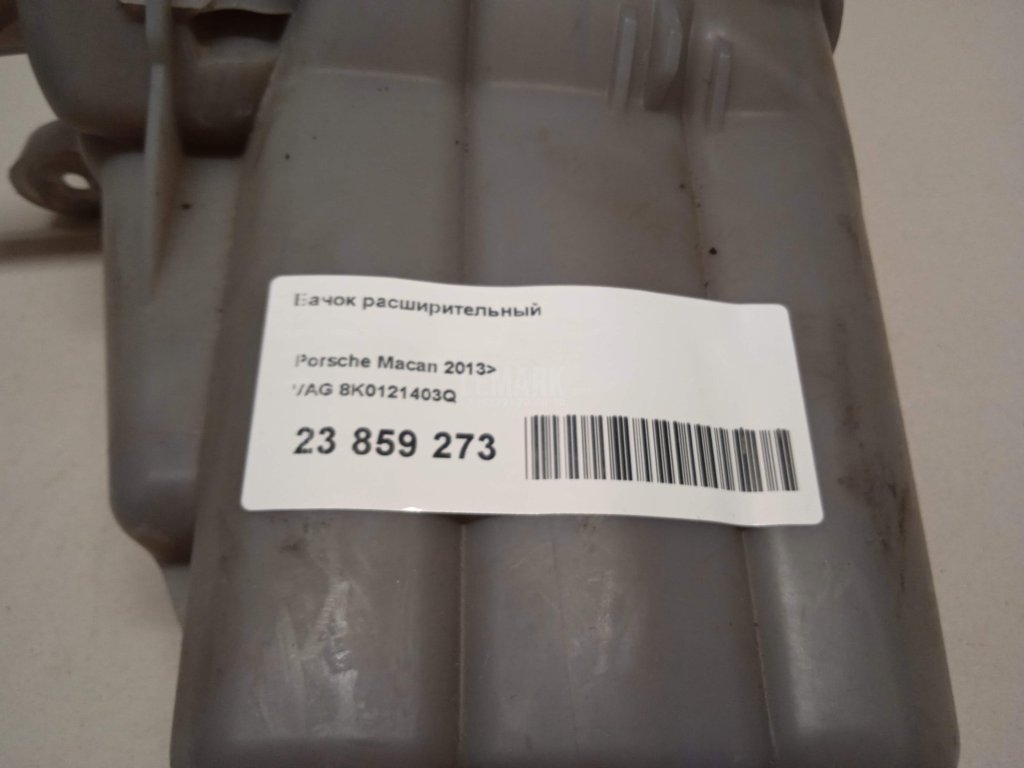 Бачок расширительный
Porsche Macan 2013>
VAG 8K0121403Q
23 859 273